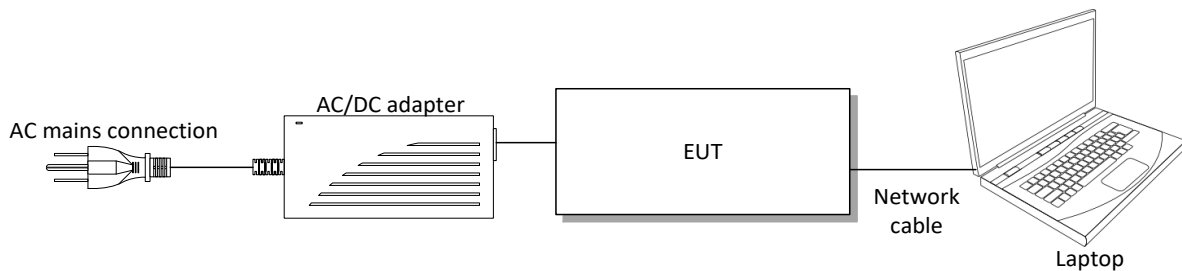 AC mains connection
AC/DC adapter
EUT
Network
cable
Laptop